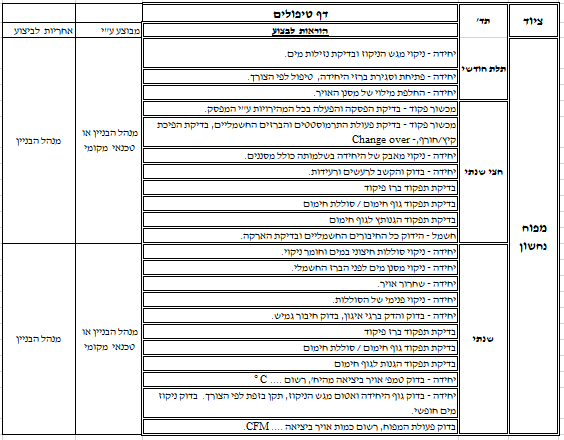 ציוד
תד'
דף טיפולים
הוראות לבצוע
מבוצע ע"י
אחריות לביצוע
מפוח
נחשון
תלת חודשי
יחידה - ניקוי מגש הניקוז ובדיקת נזילות מים.
יחידה - פתיחת וסגירת ברזי היחידה, טיפול לפי הצורך.
יחידה - החלפת מילוי של מסנן האויר.
חצי שנתי
מכשור פקוד - בדיקת הפסקה והפעלה בכל המהירויות ע"י המפסק.
מכשור פקוד - בדיקת פעולת התרמוסטטים והברזים החשמליים, בדיקת הפיכת
קיץ/חורף,- Change over
יחידה - ניקוי מאבק של היחידה בשלמותה כולל מסננים.
יחידה - בדוק והקשב לרעשים ורעידות.
בדיקת תפקוד ברז פיקוד
בדיקת תפקוד גוף חימום / סוללת חימום
בדיקת תפקוד הגנותץ לגוף חימום
חשמל - הידוק כל החיבורים החשמליים ובדיקת הארקה.
מנהל הבניין או
טכנאי מקומי
מנהל הבניין
שנתי
יחידה - ניקוי סוללות חיצוני במים וחומר ניקוי.
יחידה - ניקוי מסנן מים לפני הברז החשמלי.
יחידה - שחרור אויר.
יחידה - ניקוי פנימי של הסוללות.
יחידה - בדוק והדק ברגי איגון, בדוק חיבור גמיש.
בדיקת תפקוד ברז פיקוד
בדיקת תפקוד גוף חימום / סוללת חימום
בדיקת תפקוד הגנות לגוף חימום
יחידה - בדוק טמפ' אויר ביציאה מהיח', רשום .... C °
יחידה - בדוק גוף היחידה ואטום מגש הניקוז, תקן בזפת לפי הצורך. בדוק ניקוז
מים חופשי.
בדוק פעולת המפוח, רשום כמות אויר ביציאה .... CFM.
מנהל הבניין או
טכנאי מקומי
מנהל הבניין